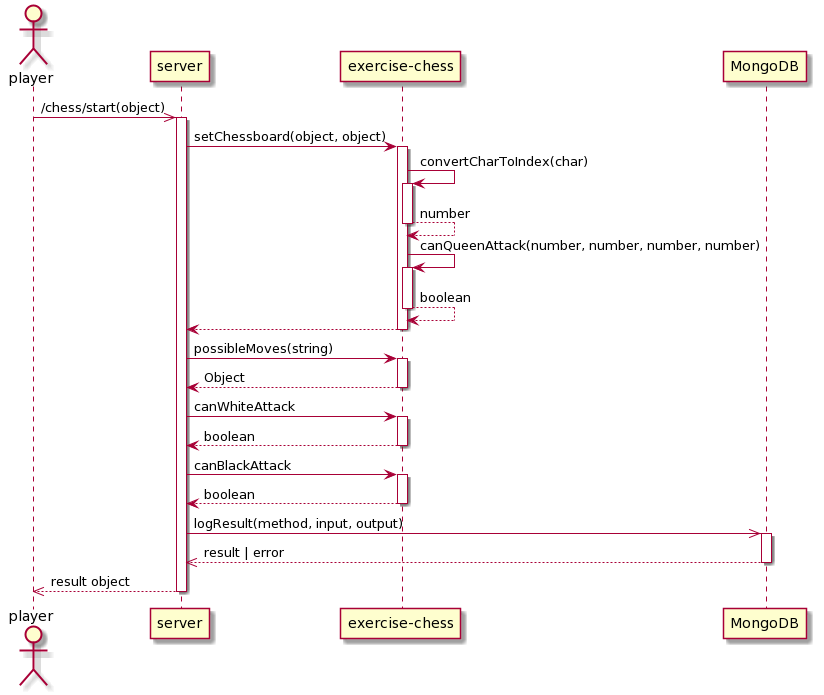 player
server
exercise-chess
MongoDB
/chess/start(object)
setChessboard(object, object)
convertCharToIndex(char)
number
canQueenAttack(number, number, number, number)
boolean
possibleMoves(string)
Object
canWhiteAttack
boolean
canBlackAttack
boolean
logResult(method, input, output)
result | error
result object
player
server
exercise-chess
MongoDB